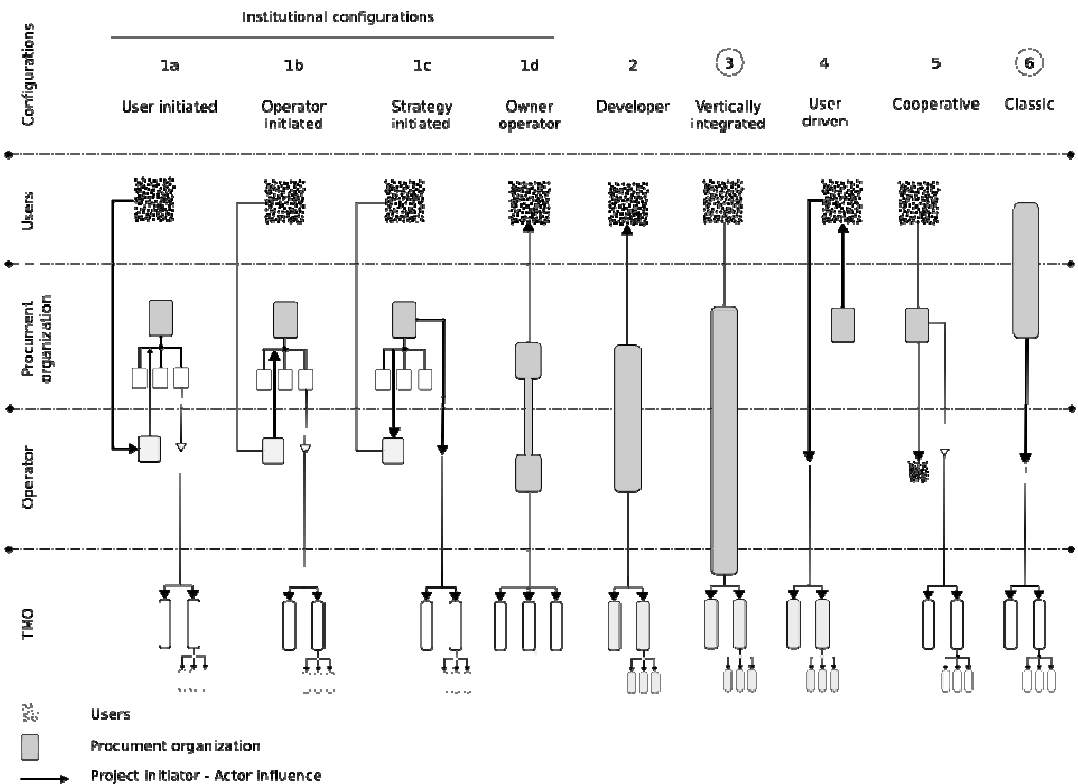 Institutional configurations
Configurations
1a
1b
1c
1d
2
3
4
5
6
User initiated
Operator
initiated
Strategy
initiated
Owner
operator
Developer
Vertically
integrated
User
driven
Cooperative
Classic
Users
Procument
organization
Operator
TMO
Users
Procument organization
Project initiator - Actor influence